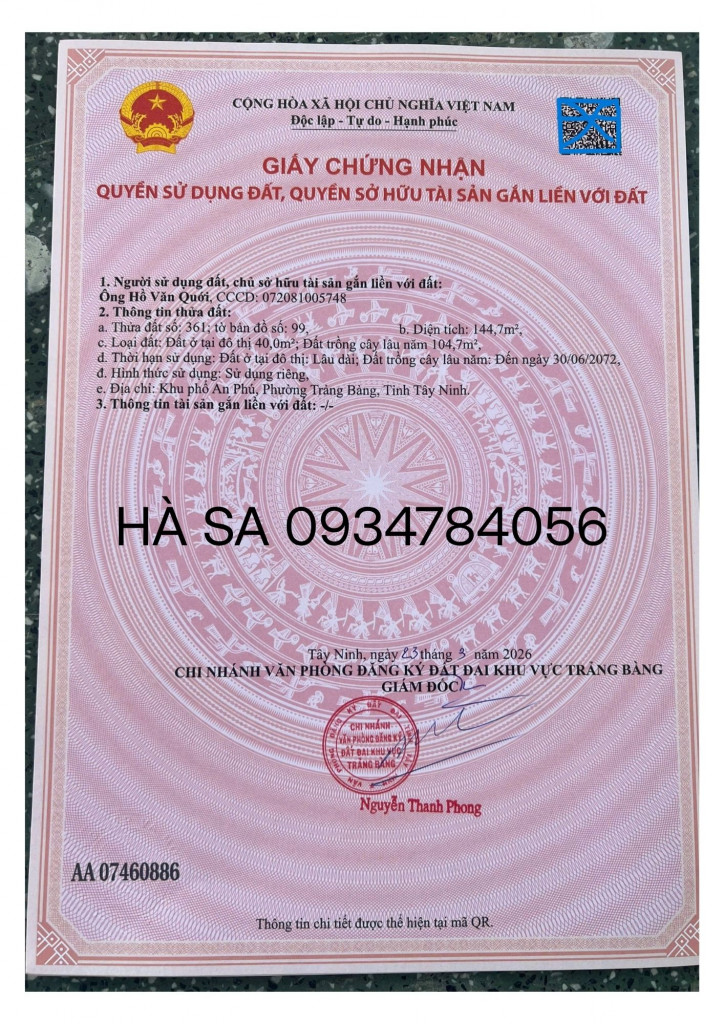 CỘNG HÒA XÃ HỘI CHỦ NGHĨA VIỆT NAM
Độc lập - Tự do - Hạnh phúc
GIẤY CHỨNG NHẬN
QUYỀN SỬ DỤNG ĐẤT, QUYỀN SỞ HỮU TÀI SẢN GẮN LIỀN VỚI ĐẤT
1. Người sử dụng đất, chủ sở hữu tài sản gắn liền với đất:
Ông Hồ Văn Quới, CCCD: 072081005748
2. Thông tin thửa đất:
a. Thửa đất số: 361; tờ bản đồ số: 99, b. Diện tích: 144,7m²,
c. Loại đất: Đất ở tại đô thị 40,0m²; Đất trồng cây lâu năm 104,7m²,
d. Thời hạn sử dụng: Đất ở tại đô thị: Lâu dài; Đất trồng cây lâu năm: Đến ngày 30/06/2072,
đ. Hình thức sử dụng: Sử dụng riêng,
e. Địa chỉ: Khu phố An Phú, Phường Trảng Bàng, Tỉnh Tây Ninh.
3. Thông tin tài sản gắn liền với đất: -/-
HÀ SA 0934784056
Tây Ninh, ngày 23 tháng 3 năm 2026
CHI NHÁNH VĂN PHÒNG ĐĂNG KÝ ĐẤT ĐAI KHU VỰC TRẢNG BÀNG
GIÁM ĐỐC
CHI NHÁNH
VĂN PHÒNG ĐĂNG KÝ
ĐẤT ĐAI KHU VỰC
TRẢNG BÀNG
Nguyễn Thanh Phong
AA 07460886
Thông tin chi tiết được thể hiện tại mã QR.